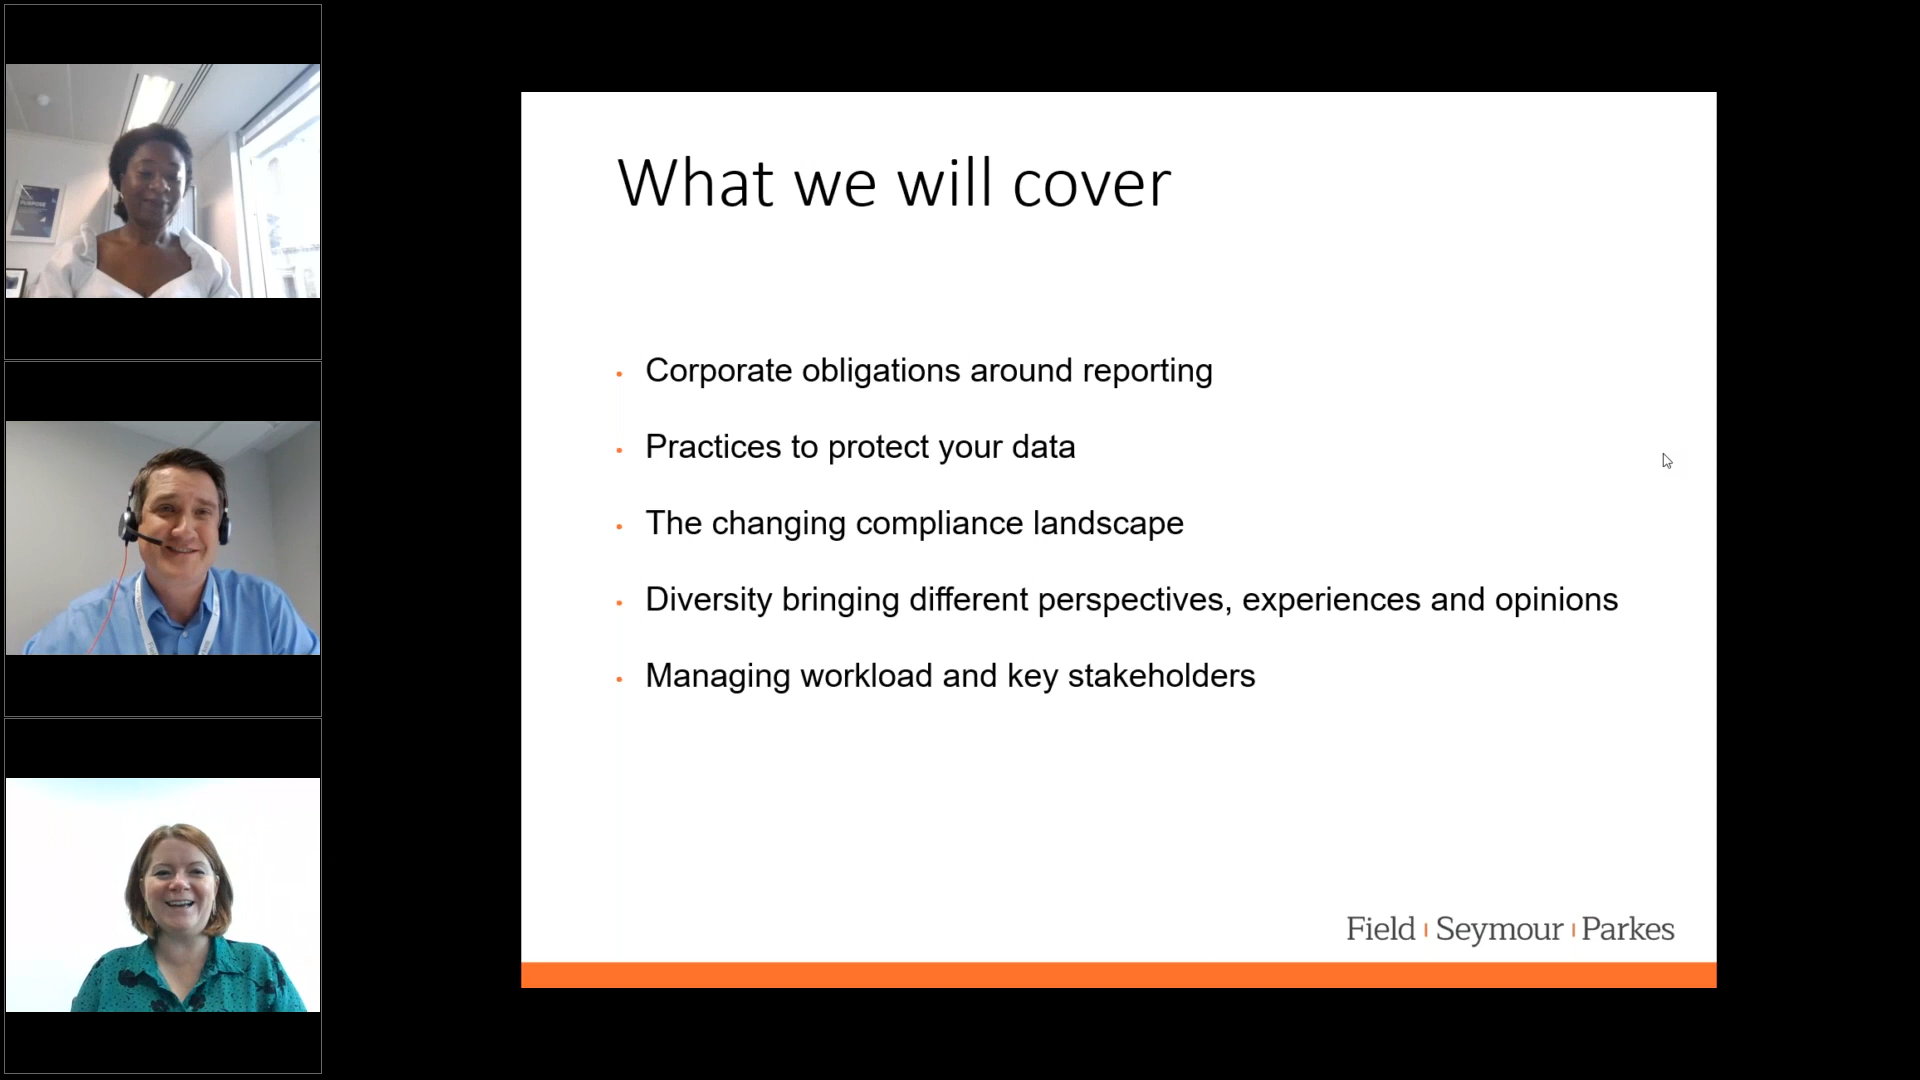 PURPOSE
What we will cover
Corporate obligations around reporting
Practices to protect your data
The changing compliance landscape
Diversity bringing different perspectives, experiences and opinions
Managing workload and key stakeholders
Field | Seymour | Parkes